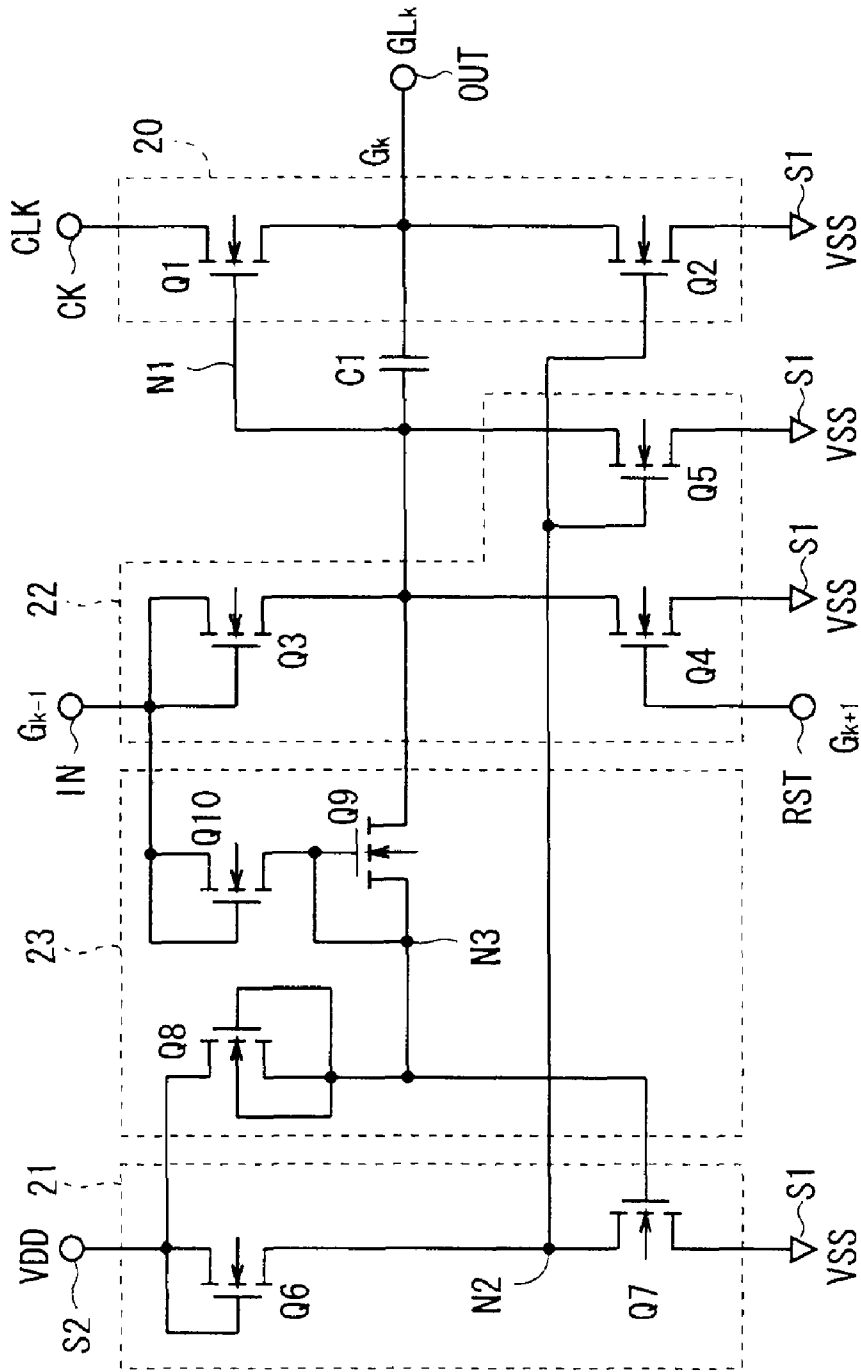 CLK
CK
20
GLₖ
OUT
Gₖ
Q1
N1
C1
Q2
S1
VSS
Q5
S1
VSS
22
Gₖ₋₁
IN
Q3
Q4
S1
VSS
RST
Gₖ₊₁
23
Q10
Q9
N3
Q8
21
VDD
S2
Q6
N2
Q7
S1
VSS